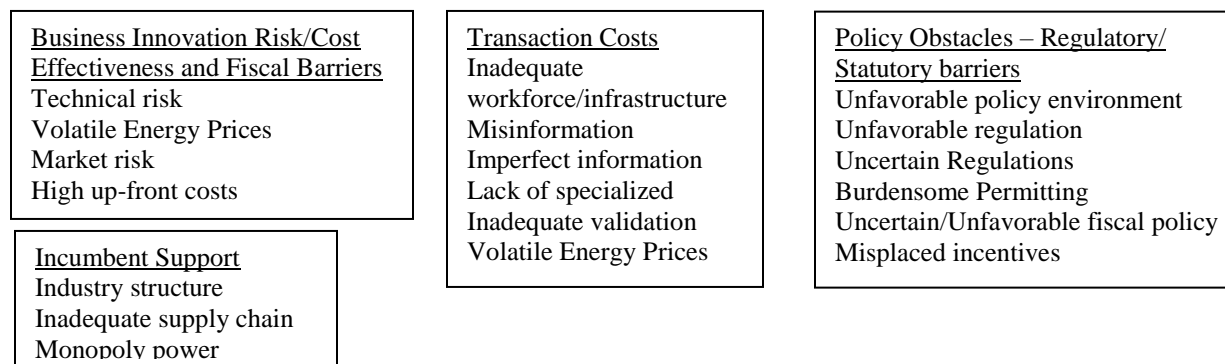 Business Innovation Risk/Cost
Effectiveness and Fiscal Barriers
Technical risk
Volatile Energy Prices
Market risk
High up-front costs
Incumbent Support
Industry structure
Inadequate supply chain
Monopoly power
Transaction Costs
Inadequate
workforce/infrastructure
Misinformation
Imperfect information
Lack of specialized
Inadequate validation
Volatile Energy Prices
Policy Obstacles – Regulatory/
Statutory barriers
Unfavorable policy environment
Unfavorable regulation
Uncertain Regulations
Burdensome Permitting
Uncertain/Unfavorable fiscal policy
Misplaced incentives